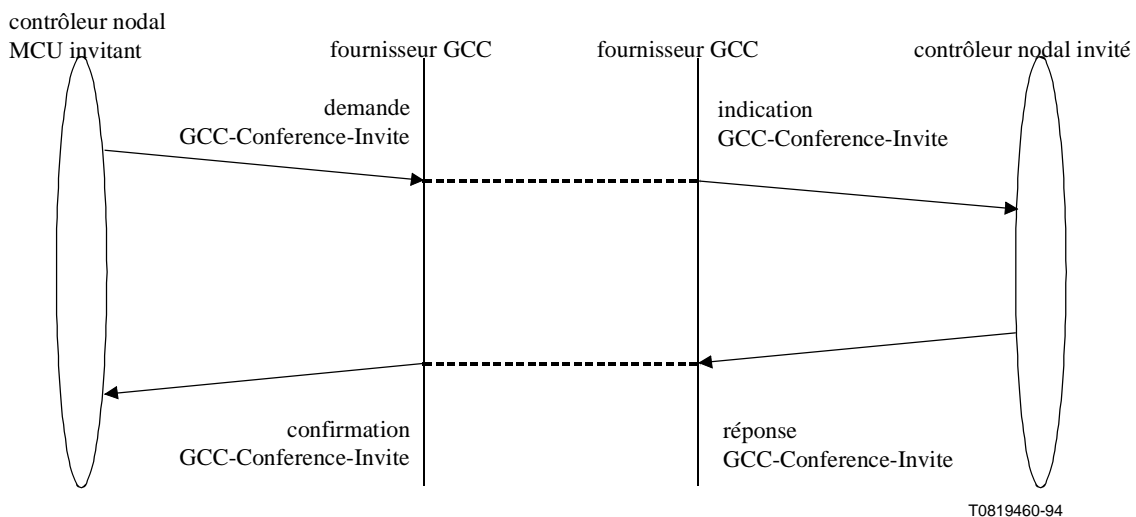 contrôleur nodal
MCU invitant
fournisseur GCC
fournisseur GCC
contrôleur nodal invité
demande
GCC-Conference-Invite
indication
GCC-Conference-Invite
confirmation
GCC-Conference-Invite
réponse
GCC-Conference-Invite
T0819460-94